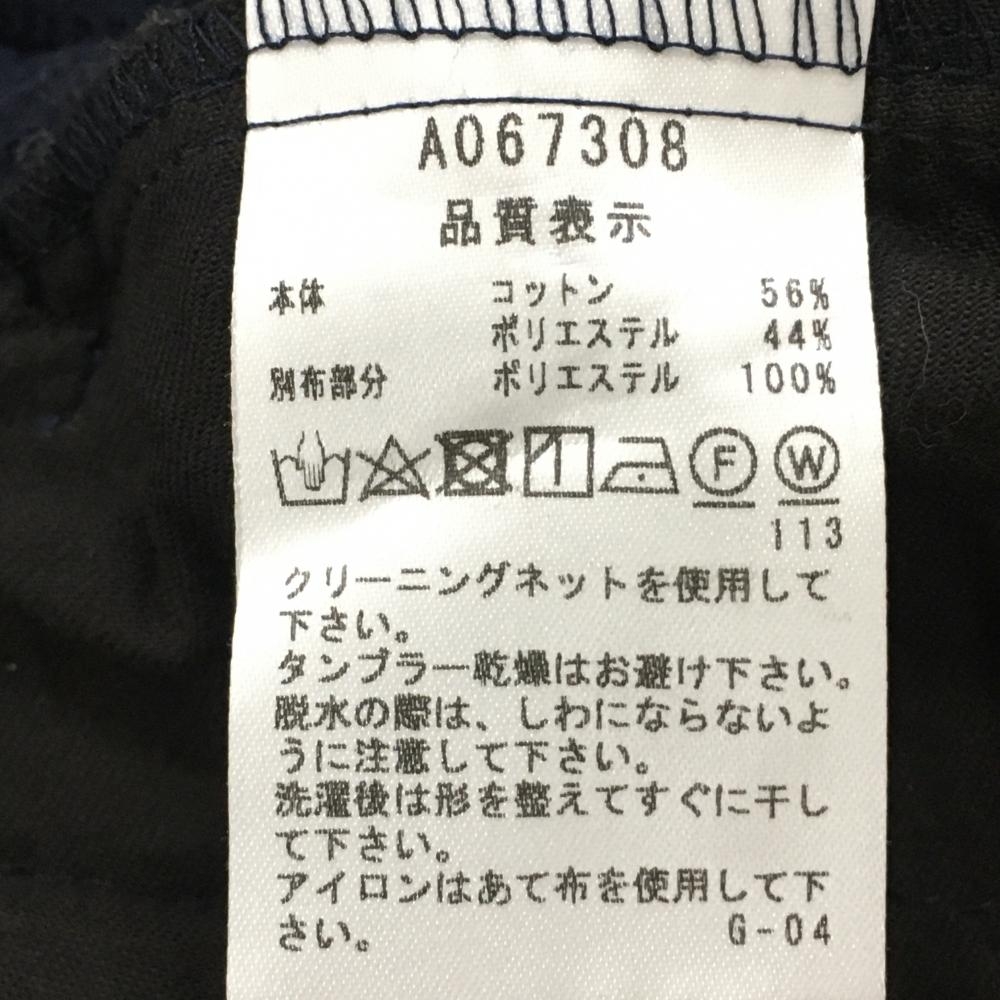 A067308
品質表示
本体 コットン 56%
ポリエステル 44%
別布部分 ポリエステル 100%
F W
113
クリーニングネットを使用して
下さい。
タンブラー乾燥はお避け下さい。
脱水の際は、しわにならないよ
うに注意して下さい。
洗濯後は形を整えてすぐに干し
て下さい。
アイロンはあて布を使用して下
さい。 G-04